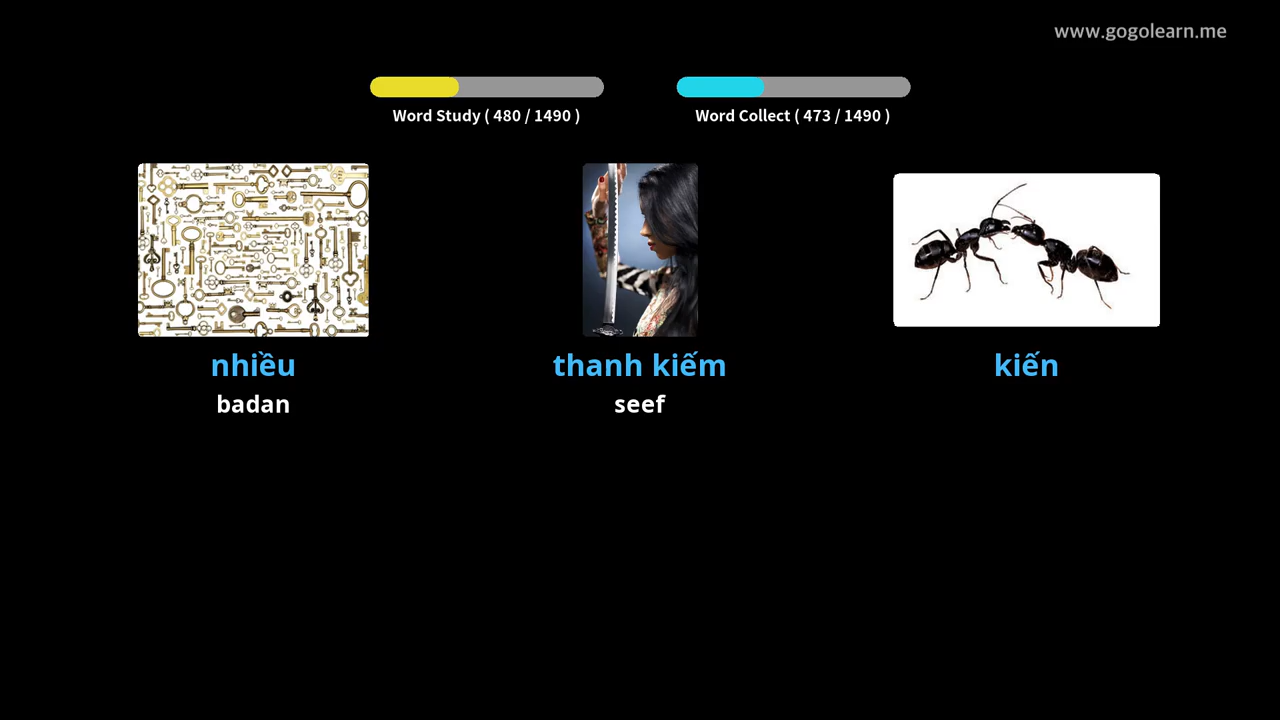 www.gogolearn.me
Word Study ( 480 / 1490 )
Word Collect ( 473 / 1490 )
nhiều
badan
thanh kiếm
seef
kiến